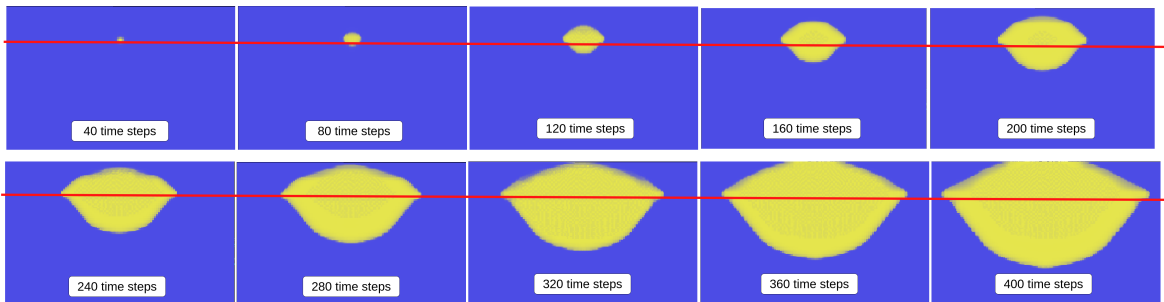 40 time steps
80 time steps
120 time steps
160 time steps
200 time steps
240 time steps
280 time steps
320 time steps
360 time steps
400 time steps